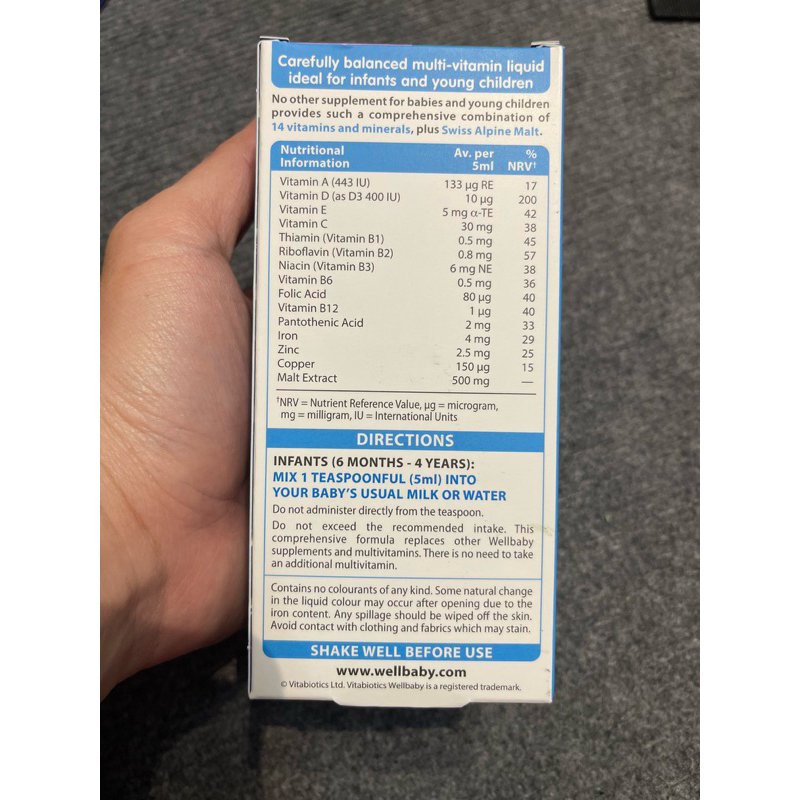 Carefully balanced multi-vitamin liquid
ideal for infants and young children
No other supplement for babies and young children
provides such a comprehensive combination of
14 vitamins and minerals, plus Swiss Alpine Malt.
Nutritional Information Av. per 5ml % NRV†
Vitamin A (443 IU) 133 µg RE 17
Vitamin D (as D3 400 IU) 10 µg 200
Vitamin E 5 mg α-TE 42
Vitamin C 30 mg 38
Thiamin (Vitamin B1) 0.5 mg 45
Riboflavin (Vitamin B2) 0.8 mg 57
Niacin (Vitamin B3) 6 mg NE 38
Vitamin B6 0.5 mg 36
Folic Acid 80 µg 40
Vitamin B12 1 µg 40
Pantothenic Acid 2 mg 33
Iron 4 mg 29
Zinc 2.5 mg 25
Copper 150 µg 15
Malt Extract 500 mg —
†NRV = Nutrient Reference Value, µg = microgram,
mg = milligram, IU = International Units
DIRECTIONS
INFANTS (6 MONTHS - 4 YEARS):
MIX 1 TEASPOONFUL (5ml) INTO
YOUR BABY'S USUAL MILK OR WATER
Do not administer directly from the teaspoon.
Do not exceed the recommended intake. This
comprehensive formula replaces other Wellbaby
supplements and multivitamins. There is no need to take
an additional multivitamin.
Contains no colourants of any kind. Some natural change
in the liquid colour may occur after opening due to the
iron content. Any spillage should be wiped off the skin.
Avoid contact with clothing and fabrics which may stain.
SHAKE WELL BEFORE USE
www.wellbaby.com
© Vitabiotics Ltd. Vitabiotics Wellbaby is a registered trademark.